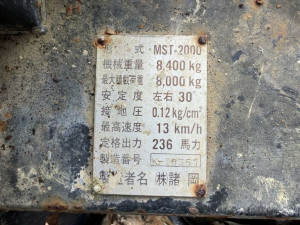 形式 MST-2000
機械重量 8,400 kg
最大積載荷重 8,000 kg
安定度 左右 30°
接地圧 0.12 kg/cm²
最高速度 13 km/h
定格出力 236 馬力
製造番号
製造者名 ㈱諸岡